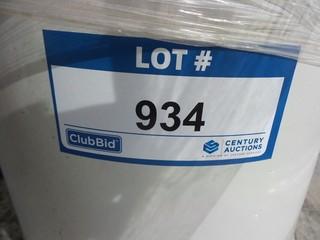 LOT #
934
ClubBid
CENTURY
AUCTIONS